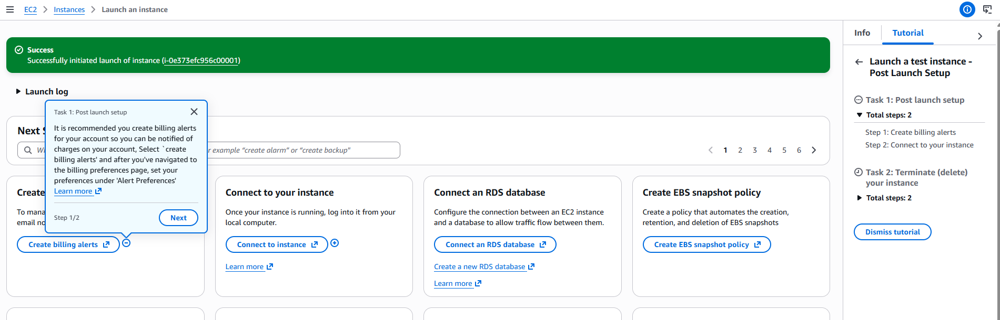 EC2 Instances Launch an instance
Success
Successfully initiated launch of instance (i-0e373efc956c00001)
Launch log
Task 1: Post launch setup
It is recommended you create billing alerts
for your account so you can be notified of
charges on your account, Select `create
billing alerts' and after you've navigated to
the billing preferences page, set your
preferences under 'Alert Preferences'
Learn more
Step 1/2 Next
Next
example “create alarm” or “create backup”
1 2 3 4 5 6
Create
To
email
Create billing alerts
Connect to your instance
Once your instance is running, log into it from your
local computer.
Connect to instance
Learn more
Connect an RDS database
Configure the connection between an EC2 instance
and a database to allow traffic flow between them.
Connect an RDS database
Create a new RDS database
Learn more
Create EBS snapshot policy
Create a policy that automates the creation,
retention, and deletion of EBS snapshots
Create EBS snapshot policy
Info Tutorial
Launch a test instance -
Post Launch Setup
Task 1: Post launch setup
Total steps: 2
Step 1: Create billing alerts
Step 2: Connect to your instance
Task 2: Terminate (delete)
your instance
Total steps: 2
Dismiss tutorial